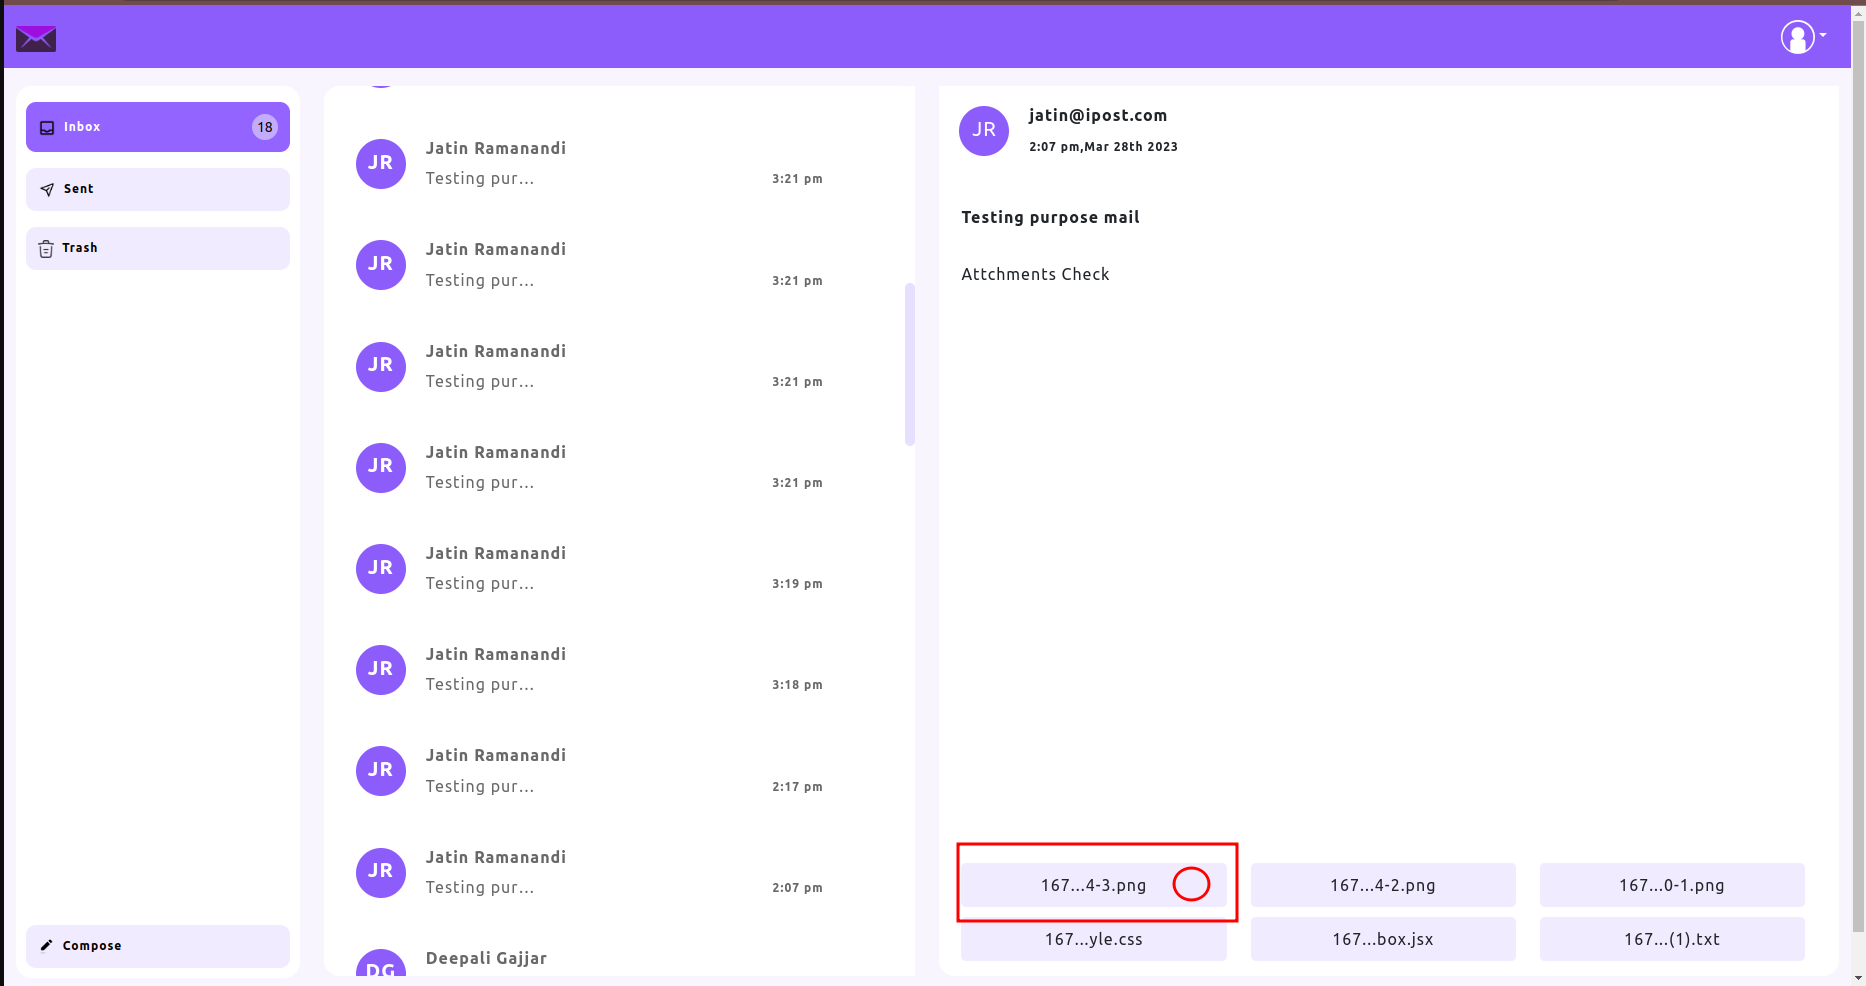 Inbox 18
Sent
Trash
Compose
JR Jatin Ramanandi
Testing pur... 3:21 pm
JR Jatin Ramanandi
Testing pur... 3:21 pm
JR Jatin Ramanandi
Testing pur... 3:21 pm
JR Jatin Ramanandi
Testing pur... 3:21 pm
JR Jatin Ramanandi
Testing pur... 3:19 pm
JR Jatin Ramanandi
Testing pur... 3:18 pm
JR Jatin Ramanandi
Testing pur... 2:17 pm
JR Jatin Ramanandi
Testing pur... 2:07 pm
DG Deepali Gajjar
JR jatin@ipost.com
2:07 pm,Mar 28th 2023
Testing purpose mail
Attchments Check
167...4-3.png 167...4-2.png 167...0-1.png
167...yle.css 167...box.jsx 167...(1).txt